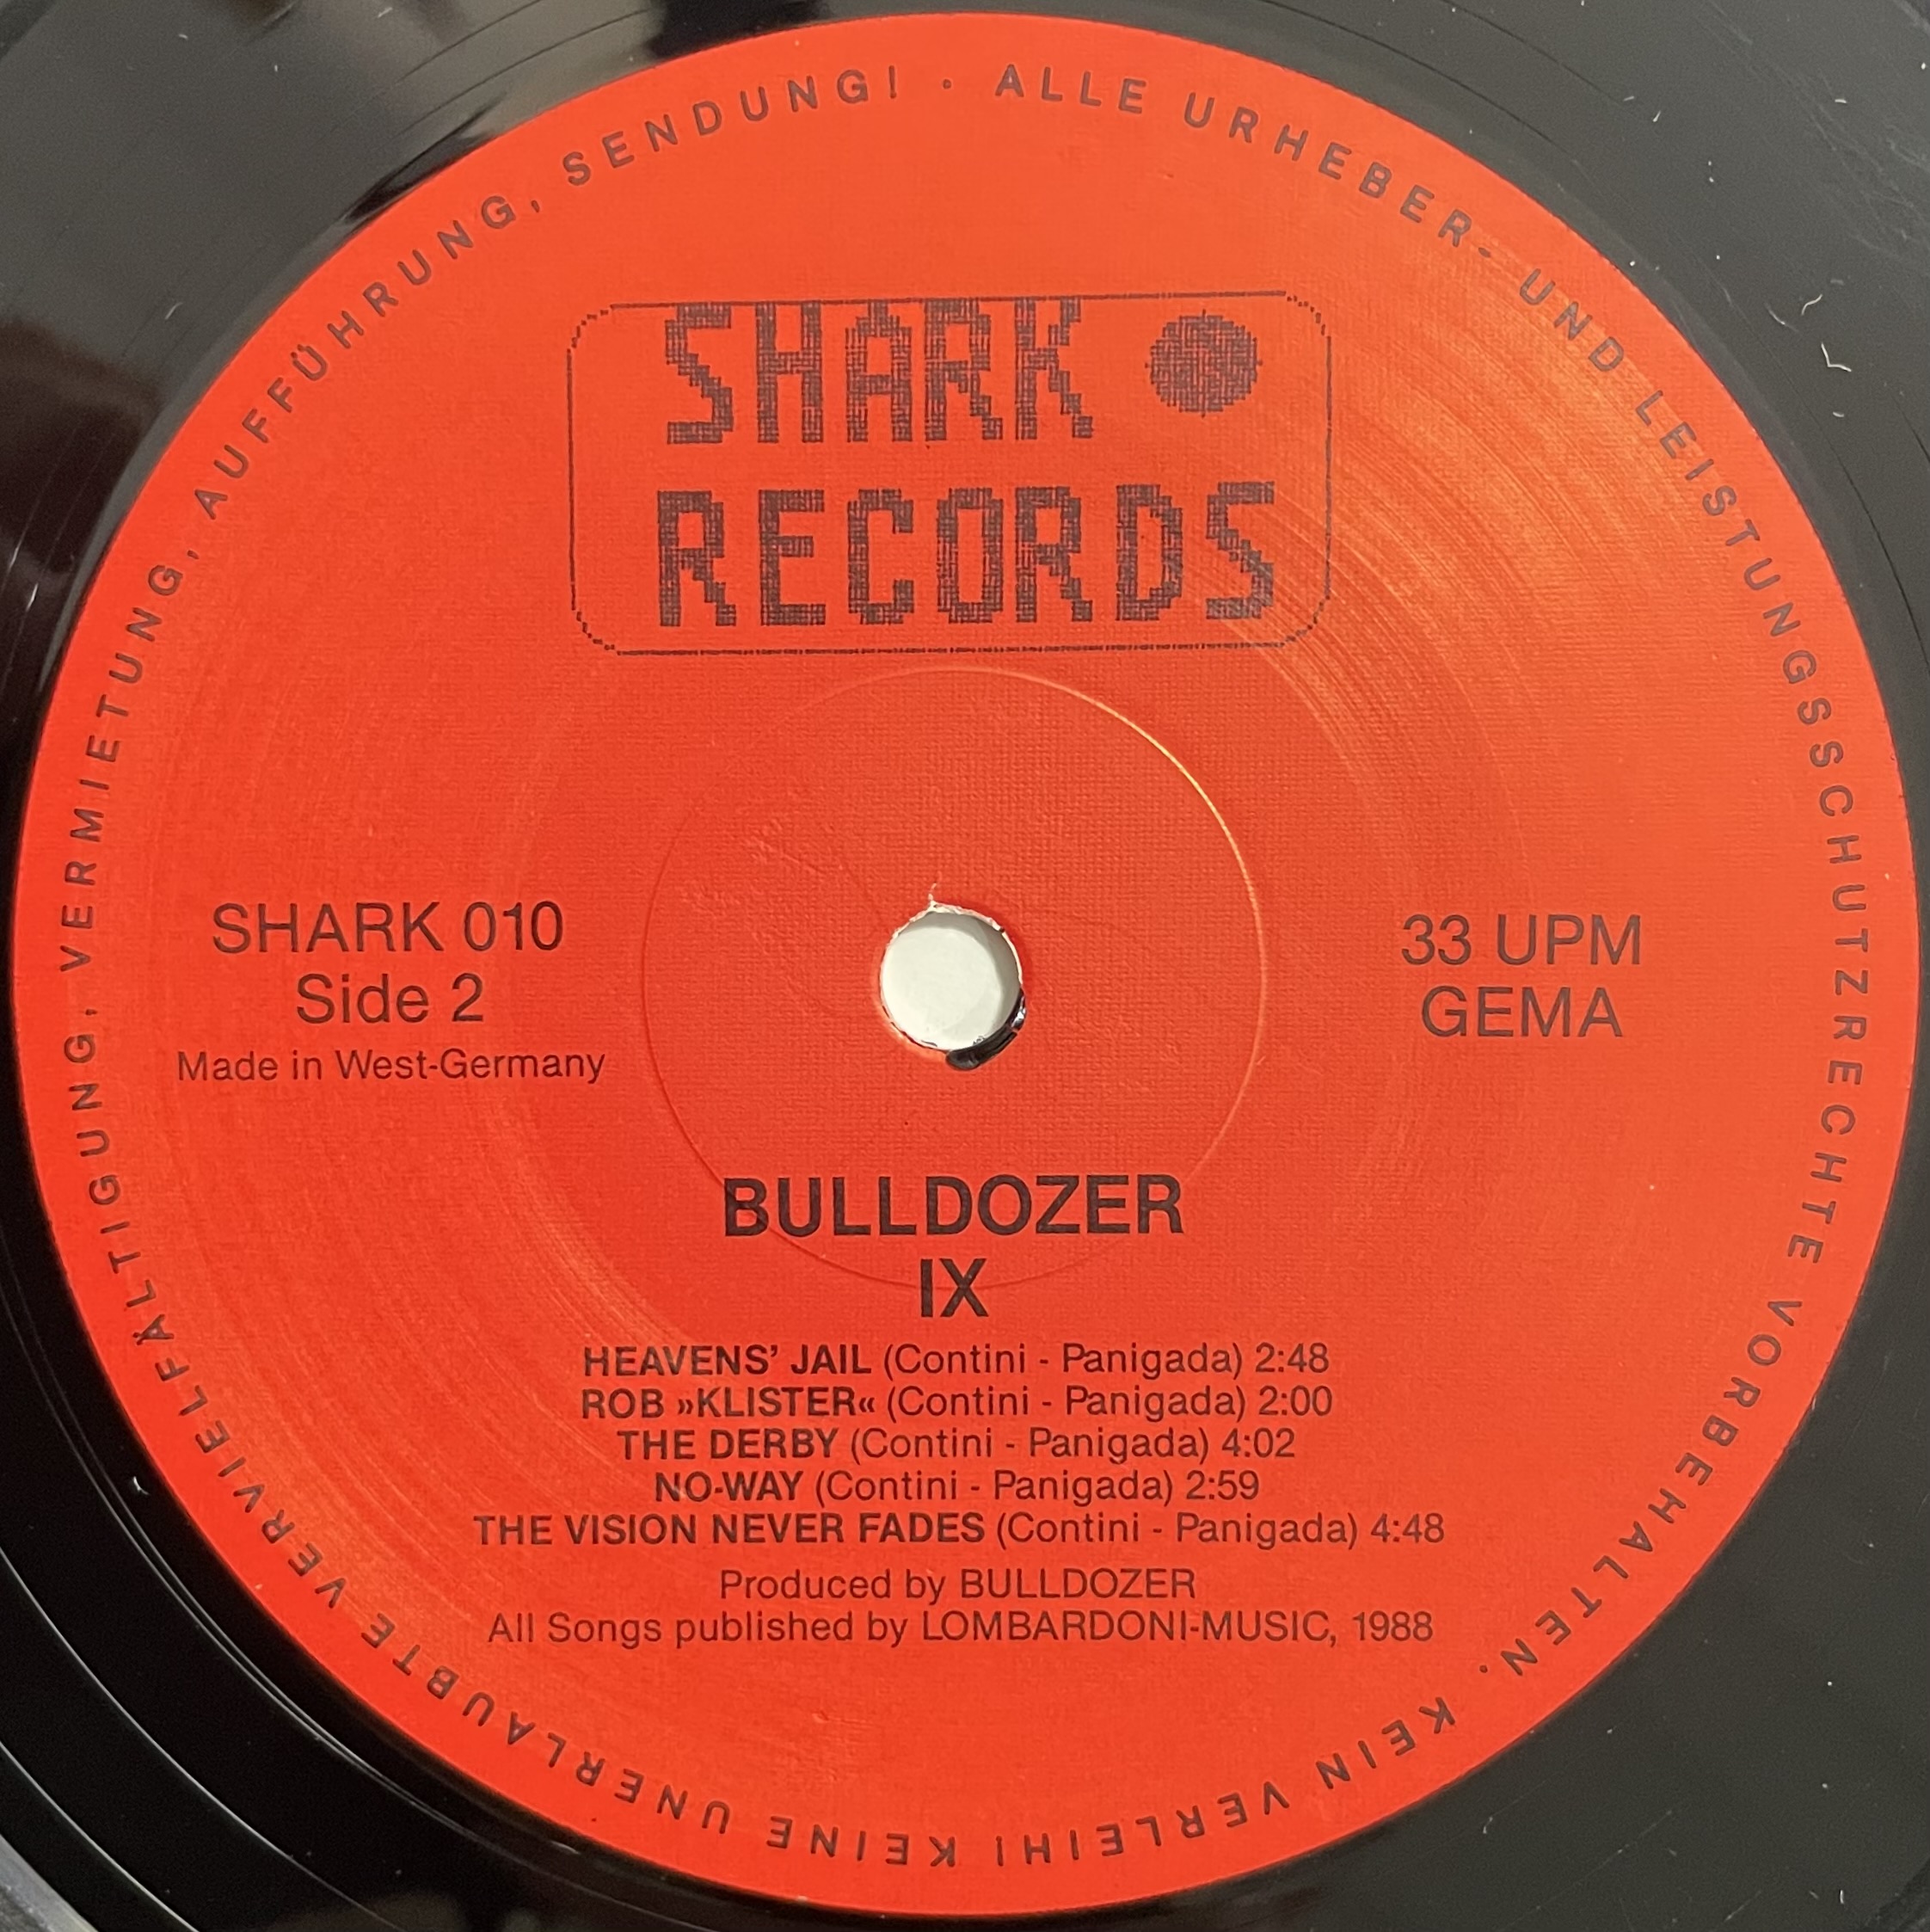 ALLE URHEBER- UND LEISTUNGSSCHUTZRECHTE VORBEHALTEN. KEIN VERLEIH! KEINE UNERLAUBTE VERVIELFÄLTIGUNG, VERMIETUNG, AUFFÜHRUNG, SENDUNG! ·
SHARK
RECORDS
SHARK 010
Side 2
Made in West-Germany
33 UPM
GEMA
BULLDOZER
IX
HEAVENS' JAIL (Contini - Panigada) 2:48
ROB »KLISTER« (Contini - Panigada) 2:00
THE DERBY (Contini - Panigada) 4:02
NO-WAY (Contini - Panigada) 2:59
THE VISION NEVER FADES (Contini - Panigada) 4:48
Produced by BULLDOZER
All Songs published by LOMBARDONI-MUSIC, 1988